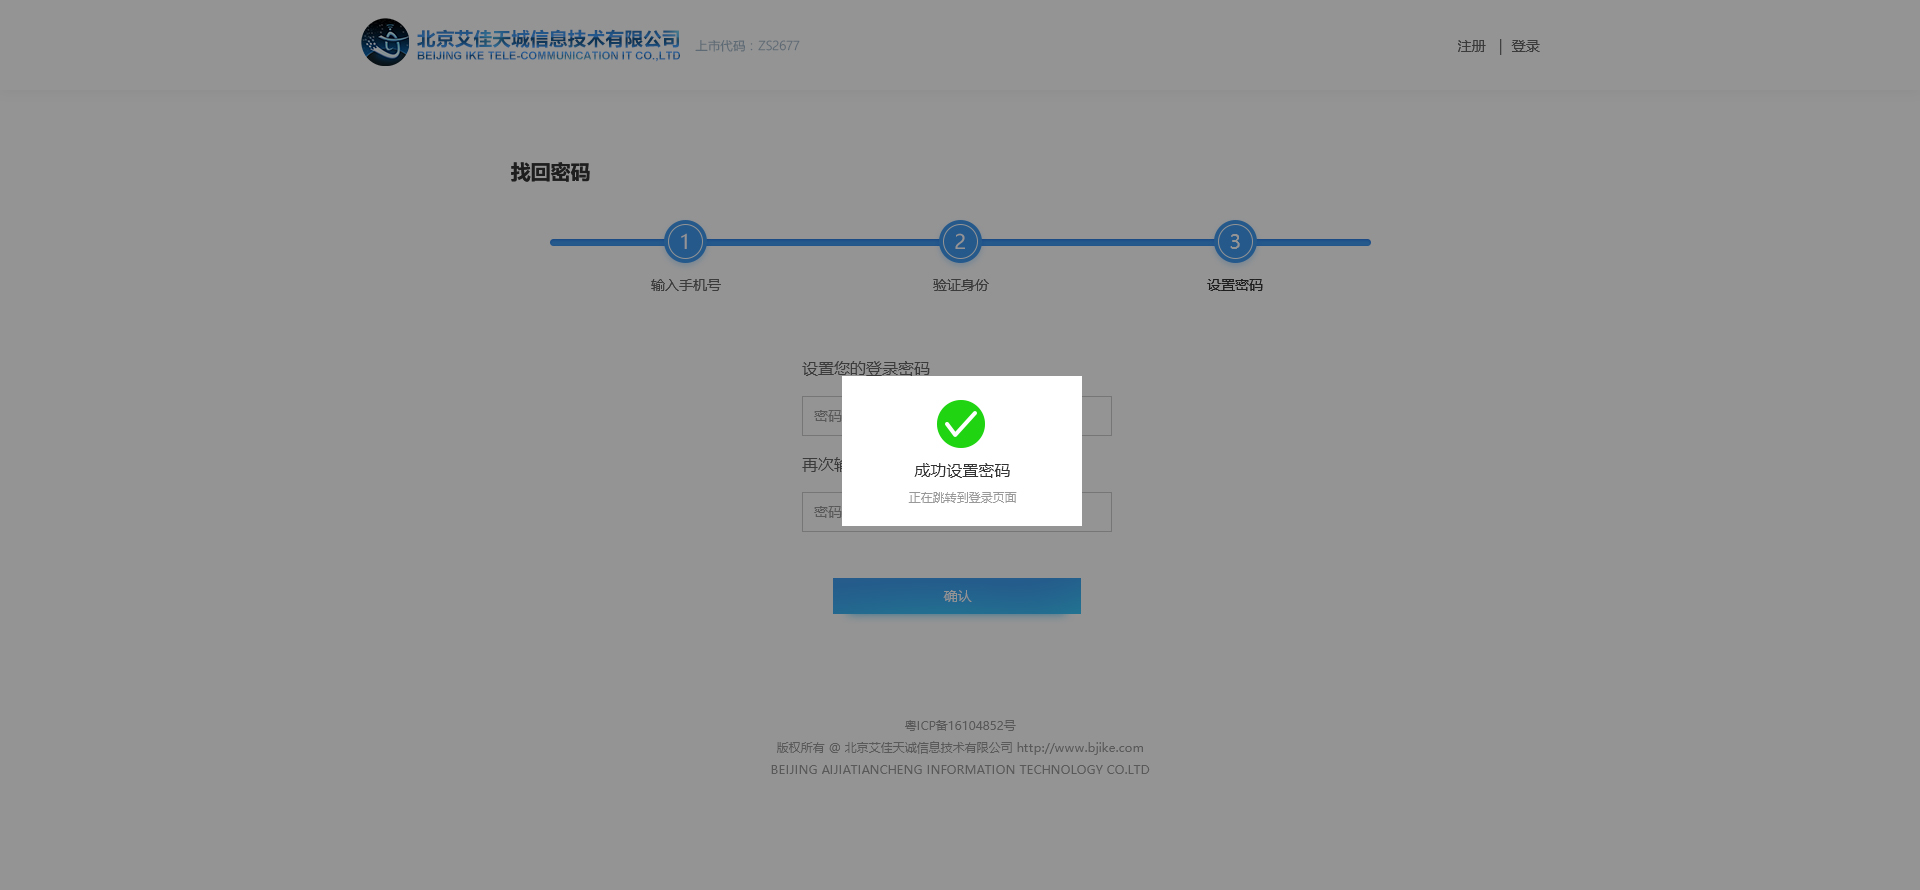 北京艾佳天诚信息技术有限公司
BEIJING IKE TELE-COMMUNICATION IT CO.,LTD
上市代码：ZS2677
注册 | 登录
找回密码
1 2 3
输入手机号 验证身份 设置密码
设置您的登录密码
密码
成功设置密码
再次输
正在跳转到登录页面
密码
确认
粤ICP备16104852号
版权所有 @ 北京艾佳天诚信息技术有限公司 http://www.bjike.com
BEIJING AIJIATIANCHENG INFORMATION TECHNOLOGY CO.LTD